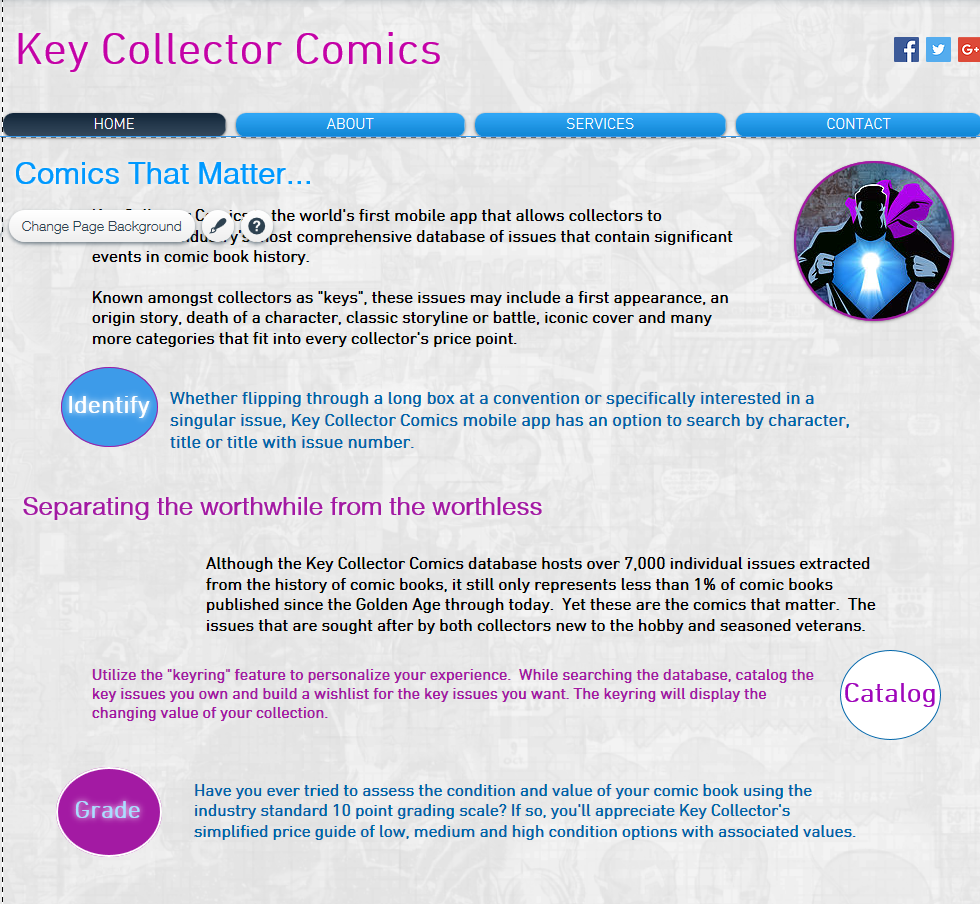 Key Collector Comics
HOME ABOUT SERVICES CONTACT
Comics That Matter...
the world's first mobile app that allows collectors to
most comprehensive database of issues that contain significant
events in comic book history.
Change Page Background
?
Known amongst collectors as "keys", these issues may include a first appearance, an
origin story, death of a character, classic storyline or battle, iconic cover and many
more categories that fit into every collector's price point.
Identify
Whether flipping through a long box at a convention or specifically interested in a
singular issue, Key Collector Comics mobile app has an option to search by character,
title or title with issue number.
Separating the worthwhile from the worthless
Although the Key Collector Comics database hosts over 7,000 individual issues extracted
from the history of comic books, it still only represents less than 1% of comic books
published since the Golden Age through today. Yet these are the comics that matter. The
issues that are sought after by both collectors new to the hobby and seasoned veterans.
Utilize the "keyring" feature to personalize your experience. While searching the database, catalog the
key issues you own and build a wishlist for the key issues you want. The keyring will display the
changing value of your collection.
Catalog
Grade
Have you ever tried to assess the condition and value of your comic book using the
industry standard 10 point grading scale? If so, you'll appreciate Key Collector's
simplified price guide of low, medium and high condition options with associated values.